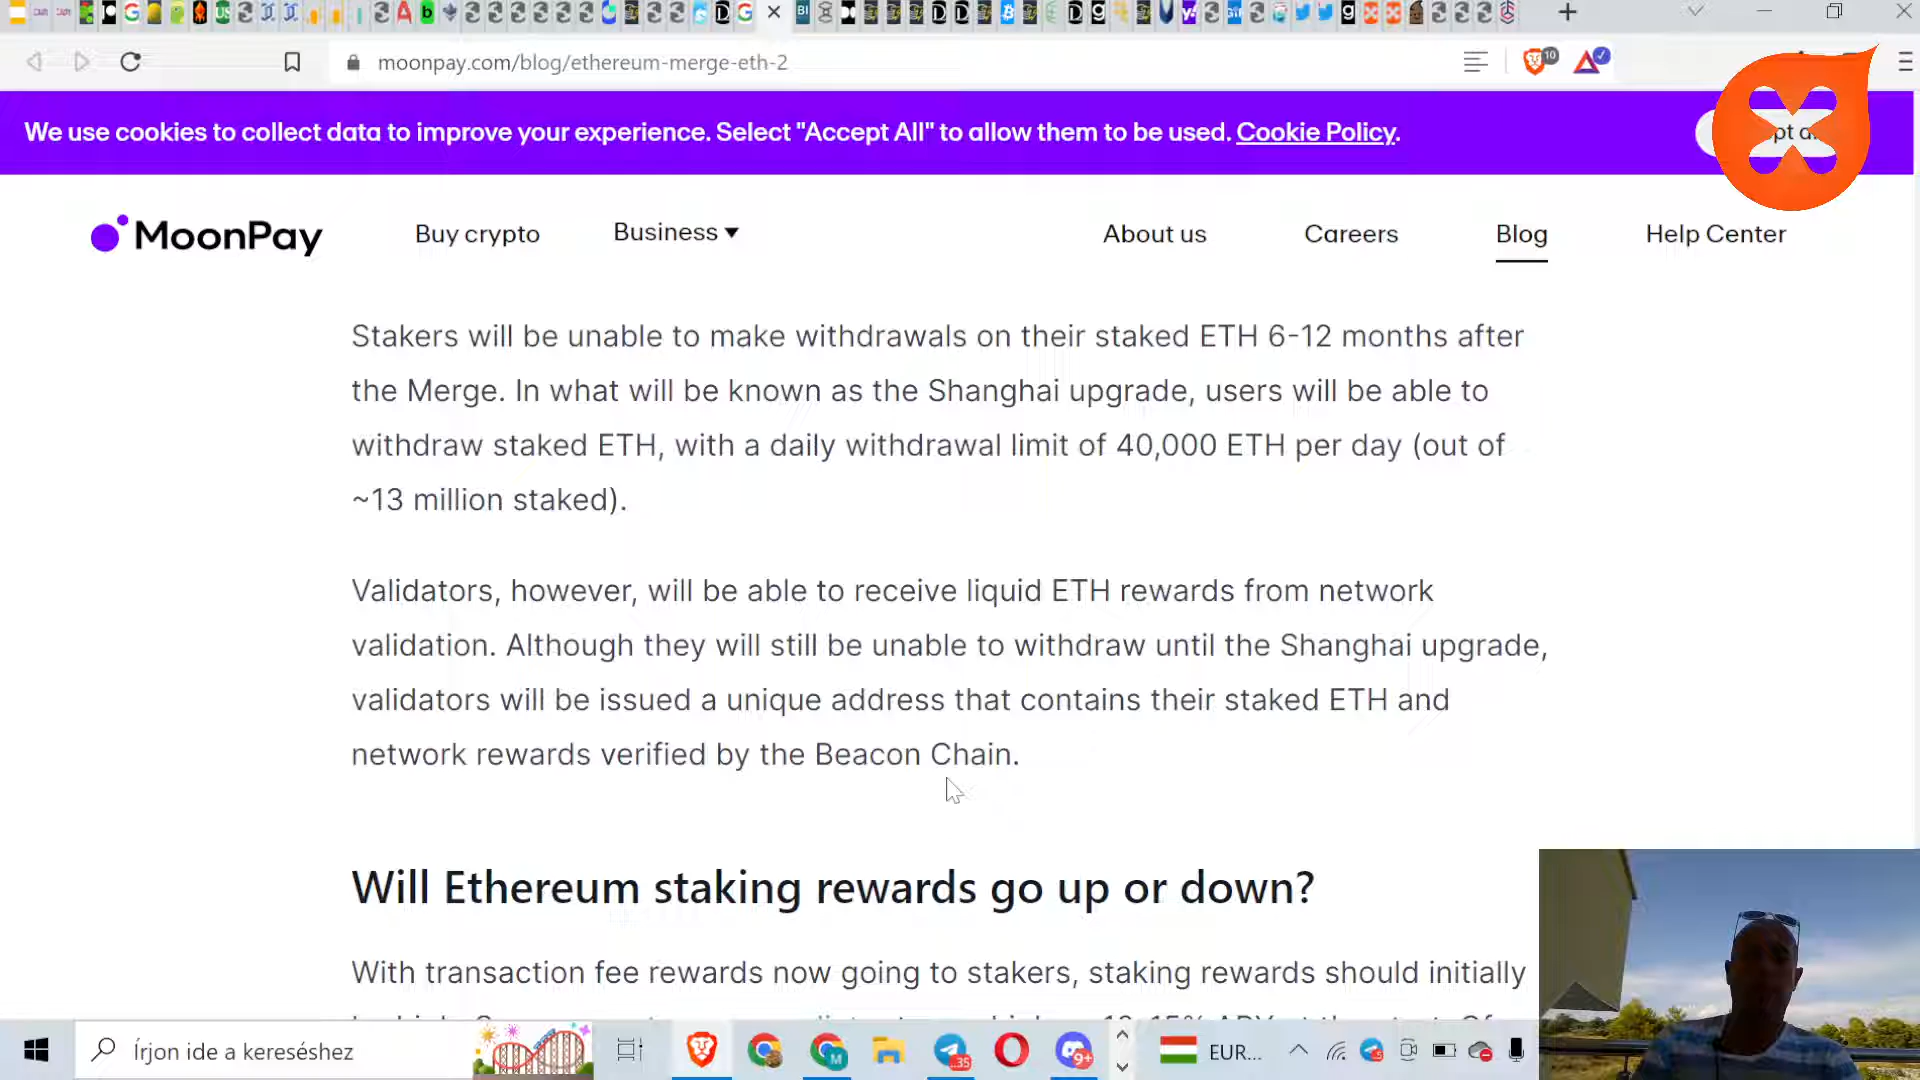 moonpay.com/blog/ethereum-merge-eth-2
10
We use cookies to collect data to improve your experience. Select "Accept All" to allow them to be used. Cookie Policy.
MoonPay
Buy crypto
Business
About us
Careers
Blog
Help Center
Stakers will be unable to make withdrawals on their staked ETH 6-12 months after
the Merge. In what will be known as the Shanghai upgrade, users will be able to
withdraw staked ETH, with a daily withdrawal limit of 40,000 ETH per day (out of
~13 million staked).
Validators, however, will be able to receive liquid ETH rewards from network
validation. Although they will still be unable to withdraw until the Shanghai upgrade,
validators will be issued a unique address that contains their staked ETH and
network rewards verified by the Beacon Chain.
Will Ethereum staking rewards go up or down?
With transaction fee rewards now going to stakers, staking rewards should initially
Írjon ide a kereséshez
M
35
9+
EUR...